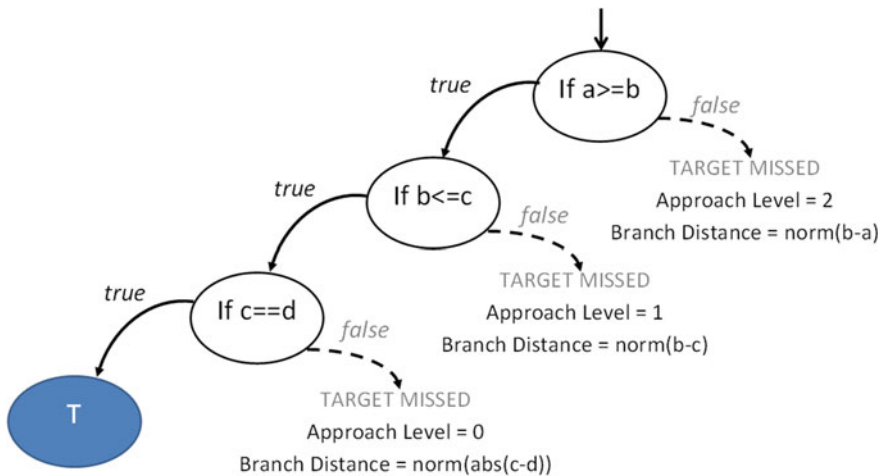 If a>=b
true
false
TARGET MISSED
Approach Level = 2
Branch Distance = norm(b-a)
If b<=c
true
false
TARGET MISSED
Approach Level = 1
Branch Distance = norm(b-c)
If c==d
true
false
TARGET MISSED
Approach Level = 0
Branch Distance = norm(abs(c-d))
T